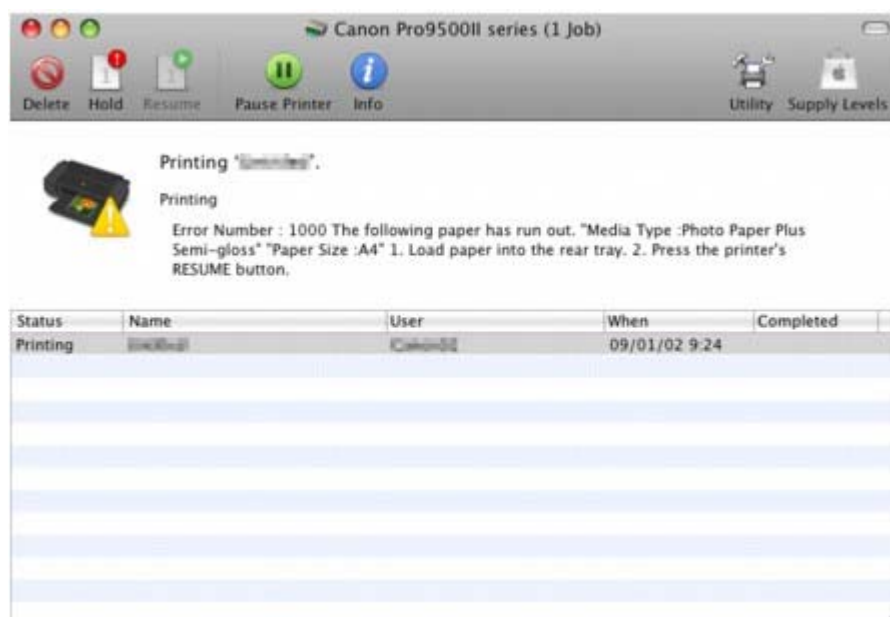 Canon Pro9500II series (1 Job)
Delete Hold Resume Pause Printer Info Utility Supply Levels
Printing "
".
Printing
Error Number : 1000 The following paper has run out. "Media Type :Photo Paper Plus
Semi-gloss" "Paper Size :A4" 1. Load paper into the rear tray. 2. Press the printer's
RESUME button.
Status Name User When Completed
Printing 09/01/02 9:24